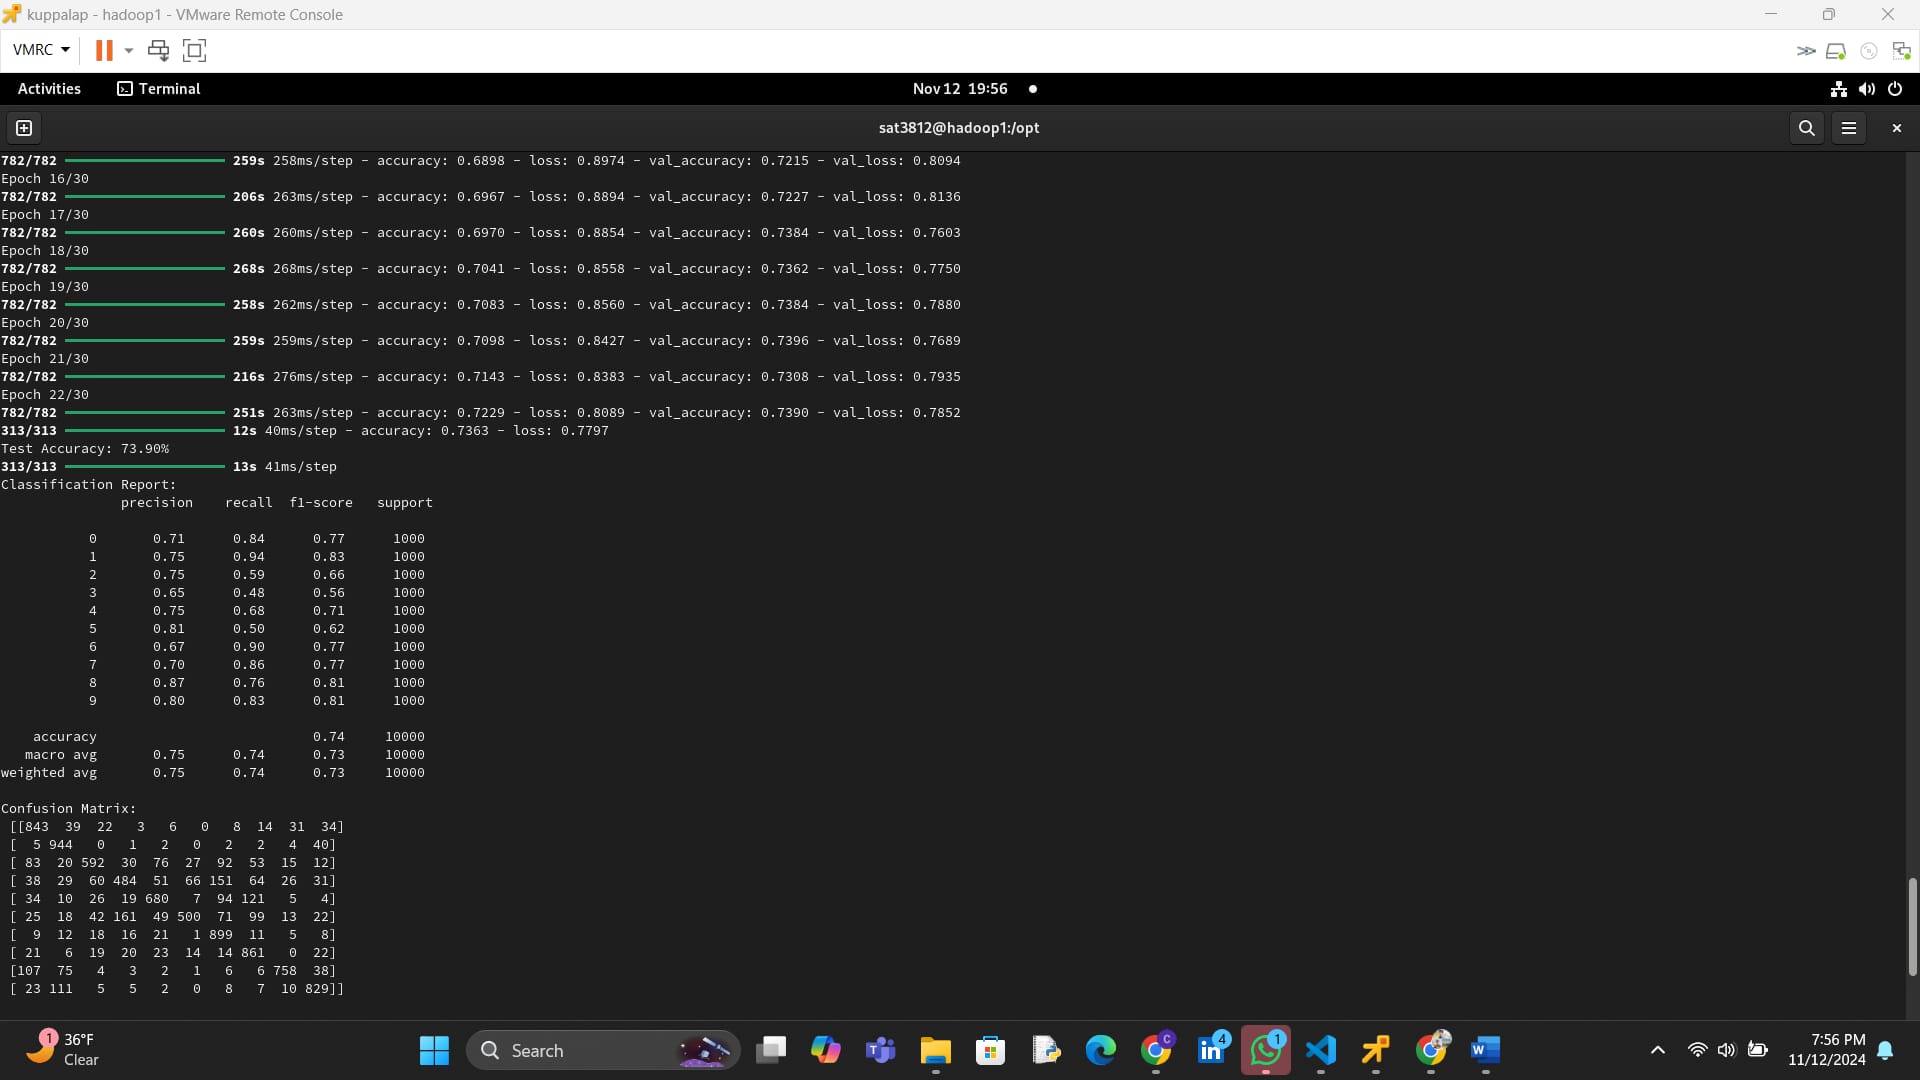 kuppalap - hadoop1 - VMware Remote Console
VMRC
Activities Terminal Nov 12 19:56
sat3812@hadoop1:/opt
782/782 259s 258ms/step - accuracy: 0.6898 - loss: 0.8974 - val_accuracy: 0.7215 - val_loss: 0.8094
Epoch 16/30
782/782 206s 263ms/step - accuracy: 0.6967 - loss: 0.8894 - val_accuracy: 0.7227 - val_loss: 0.8136
Epoch 17/30
782/782 260s 260ms/step - accuracy: 0.6970 - loss: 0.8854 - val_accuracy: 0.7384 - val_loss: 0.7603
Epoch 18/30
782/782 268s 268ms/step - accuracy: 0.7041 - loss: 0.8558 - val_accuracy: 0.7362 - val_loss: 0.7750
Epoch 19/30
782/782 258s 262ms/step - accuracy: 0.7083 - loss: 0.8560 - val_accuracy: 0.7384 - val_loss: 0.7880
Epoch 20/30
782/782 259s 259ms/step - accuracy: 0.7098 - loss: 0.8427 - val_accuracy: 0.7396 - val_loss: 0.7689
Epoch 21/30
782/782 216s 276ms/step - accuracy: 0.7143 - loss: 0.8383 - val_accuracy: 0.7308 - val_loss: 0.7935
Epoch 22/30
782/782 251s 263ms/step - accuracy: 0.7229 - loss: 0.8089 - val_accuracy: 0.7390 - val_loss: 0.7852
313/313 12s 40ms/step - accuracy: 0.7363 - loss: 0.7797
Test Accuracy: 73.90%
313/313 13s 41ms/step
Classification Report:
precision recall f1-score support
0 0.71 0.84 0.77 1000
1 0.75 0.94 0.83 1000
2 0.75 0.59 0.66 1000
3 0.65 0.48 0.56 1000
4 0.75 0.68 0.71 1000
5 0.81 0.50 0.62 1000
6 0.67 0.90 0.77 1000
7 0.70 0.86 0.77 1000
8 0.87 0.76 0.81 1000
9 0.80 0.83 0.81 1000
accuracy 0.74 10000
macro avg 0.75 0.74 0.73 10000
weighted avg 0.75 0.74 0.73 10000
Confusion Matrix:
[[843 39 22 3 6 0 8 14 31 34]
[ 5 944 0 1 2 0 2 2 4 40]
[ 83 20 592 30 76 27 92 53 15 12]
[ 38 29 60 484 51 66 151 64 26 31]
[ 34 10 26 19 680 7 94 121 5 4]
[ 25 18 42 161 49 500 71 99 13 22]
[ 9 12 18 16 21 1 899 11 5 8]
[ 21 6 19 20 23 14 14 861 0 22]
[107 75 4 3 2 1 6 6 758 38]
[ 23 111 5 5 2 0 8 7 10 829]]
1 36°F
Clear
Search
C
4
1
7:56 PM
11/12/2024